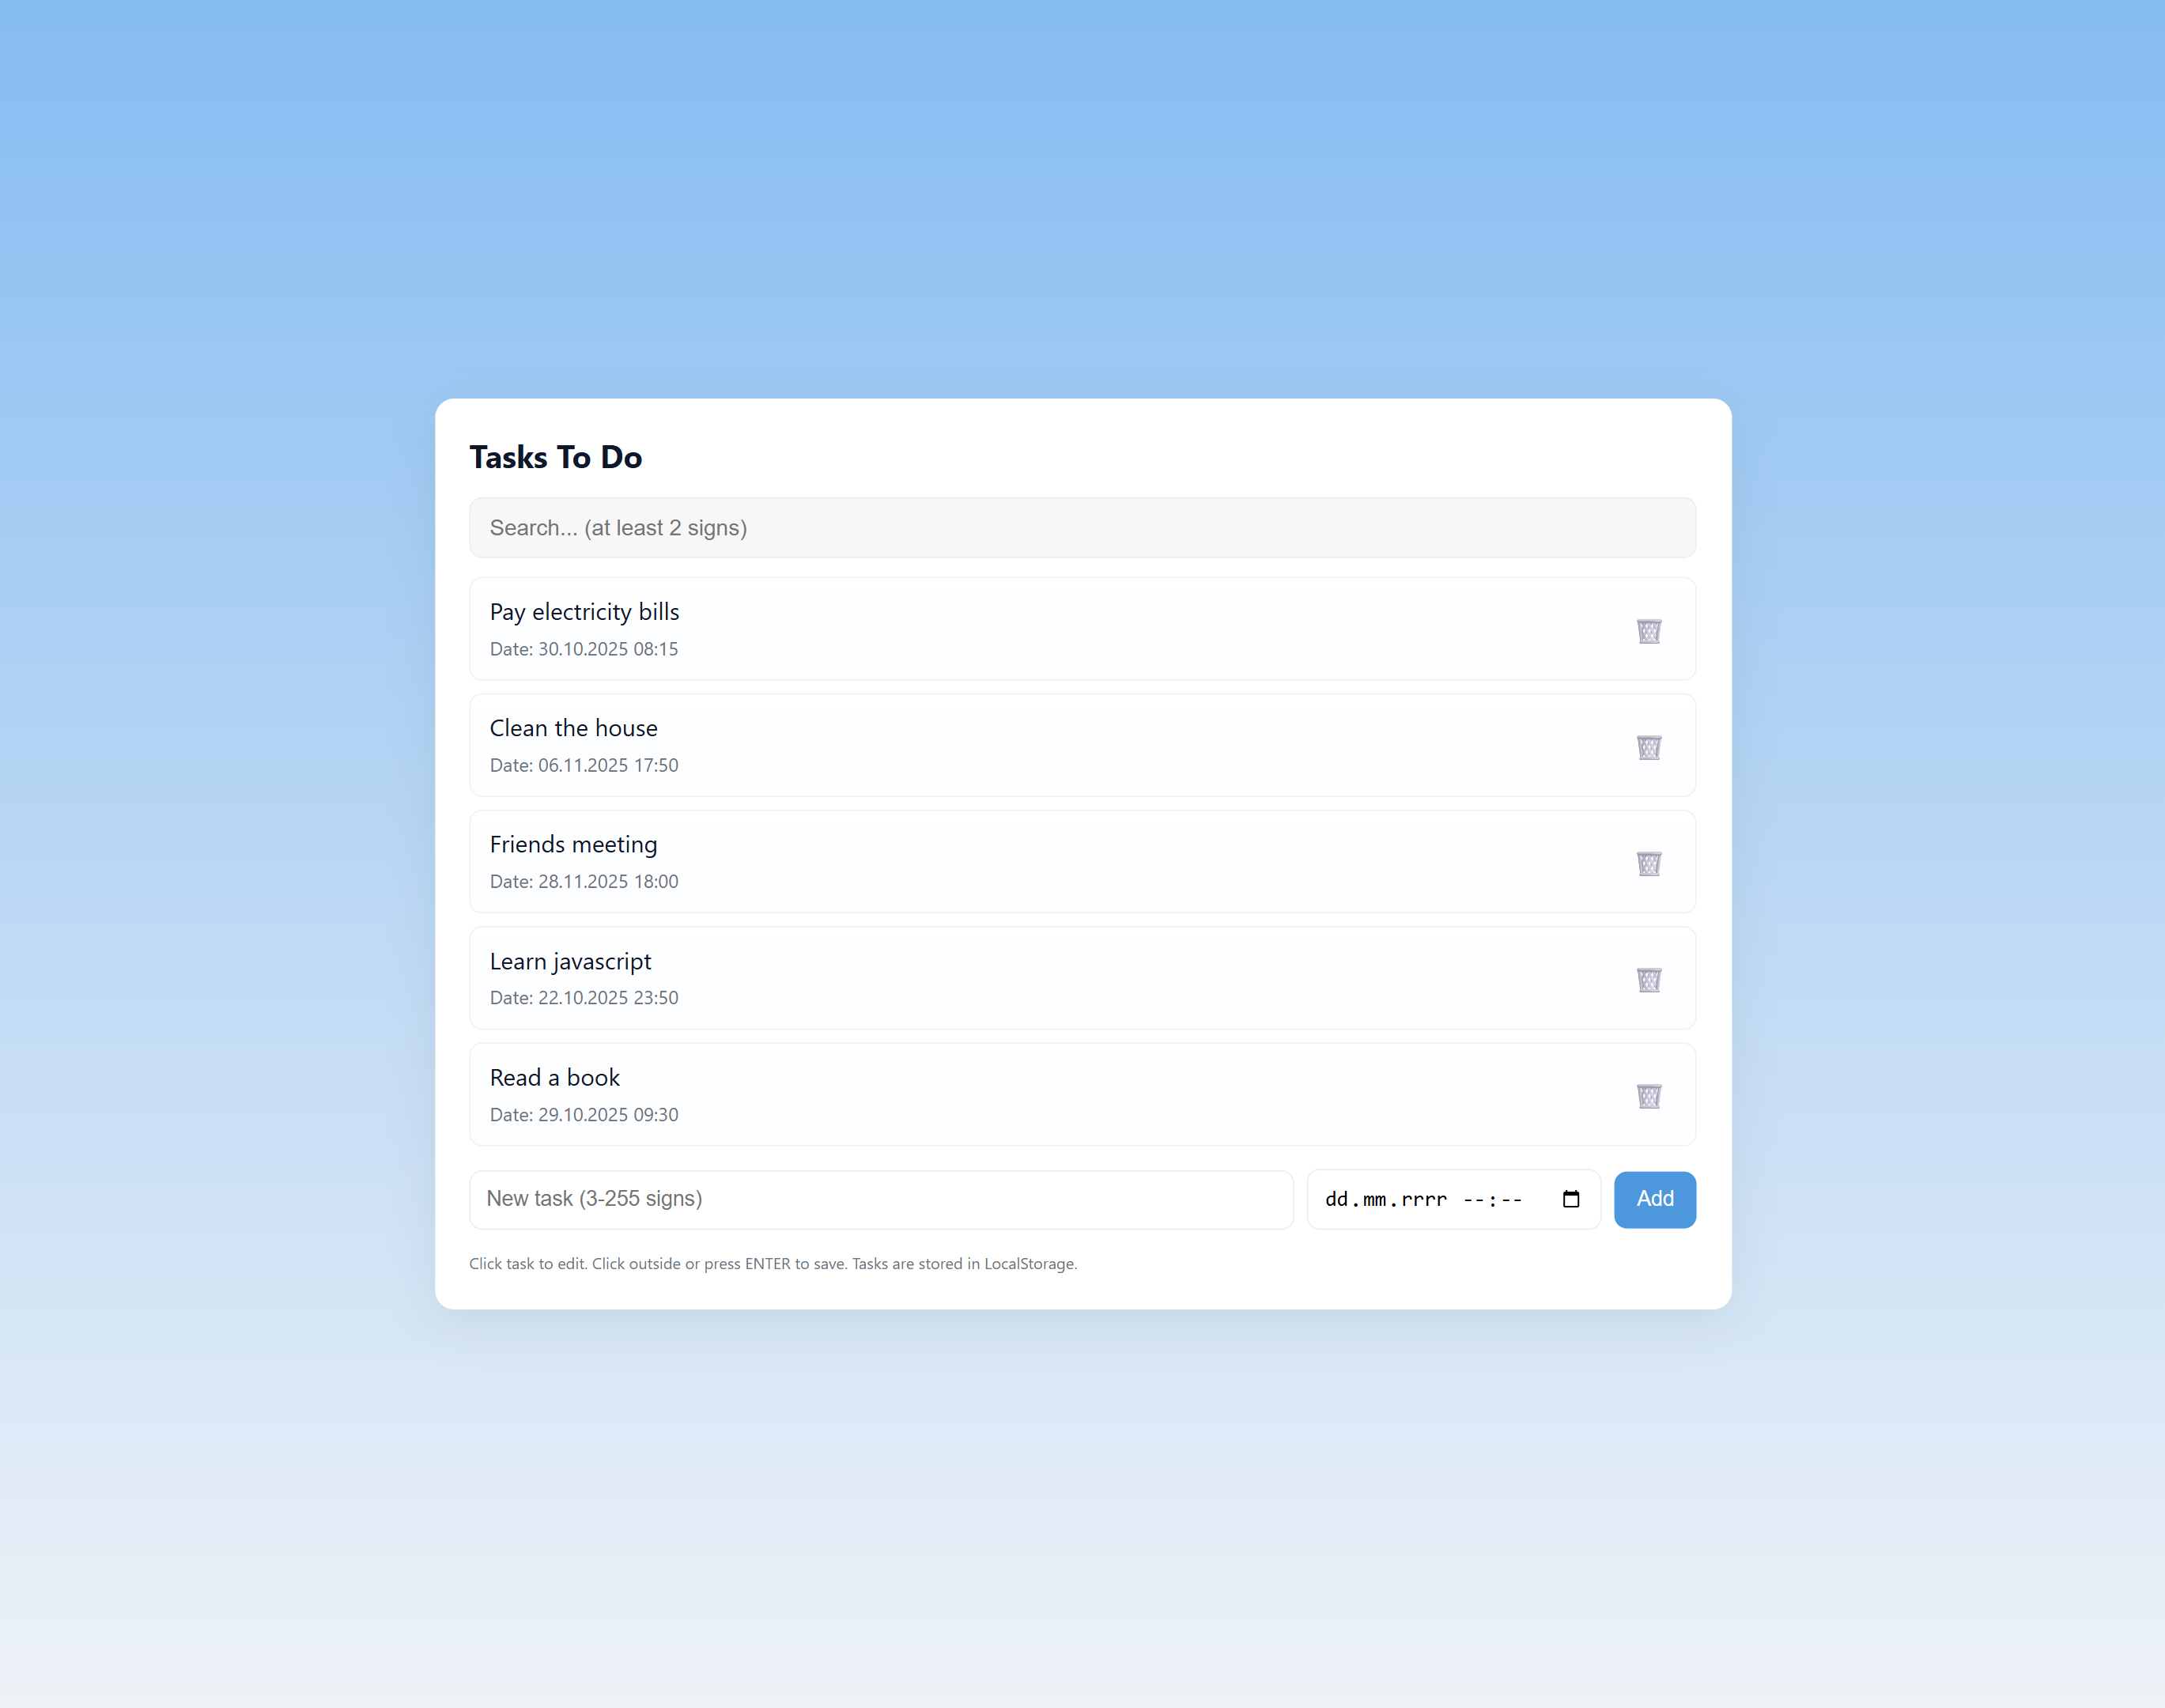 Tasks To Do
Search... (at least 2 signs)
Pay electricity bills
Date: 30.10.2025 08:15
Clean the house
Date: 06.11.2025 17:50
Friends meeting
Date: 28.11.2025 18:00
Learn javascript
Date: 22.10.2025 23:50
Read a book
Date: 29.10.2025 09:30
New task (3-255 signs) dd.mm.rrrr --:-- Add
Click task to edit. Click outside or press ENTER to save. Tasks are stored in LocalStorage.